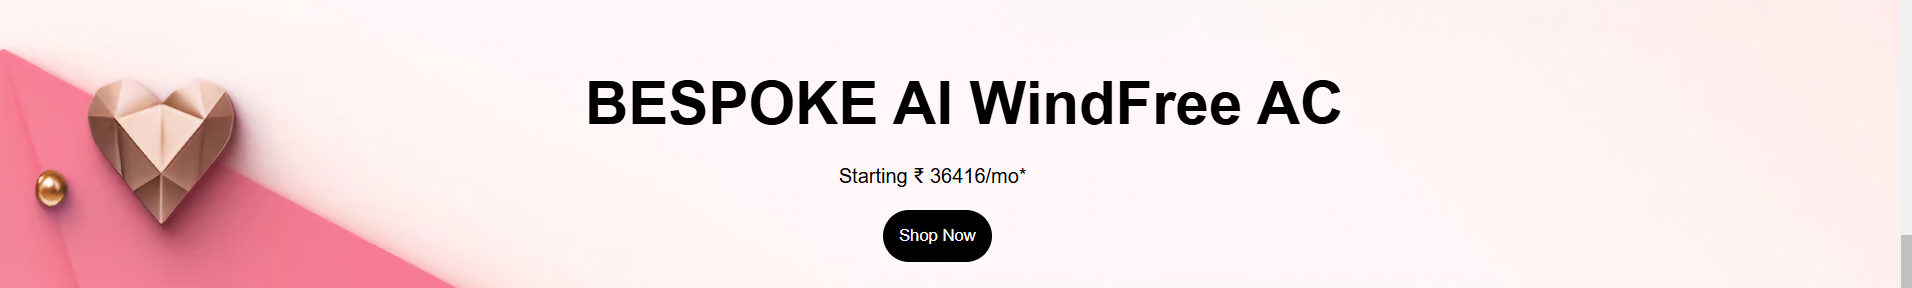 BESPOKE AI WindFree AC
Starting ₹ 36416/mo*
Shop Now